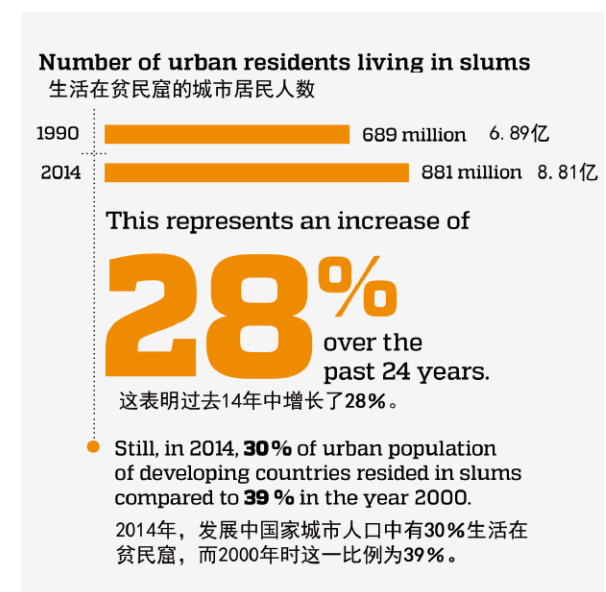 Number of urban residents living in slums
生活在贫民窟的城市居民人数
1990 689 million 6.89亿
2014 881 million 8.81亿
This represents an increase of
28%
over the
past 24 years.
这表明过去14年中增长了28%。
Still, in 2014, 30% of urban population
of developing countries resided in slums
compared to 39 % in the year 2000.
2014年，发展中国家城市人口中有30%生活在
贫民窟，而2000年时这一比例为39%。